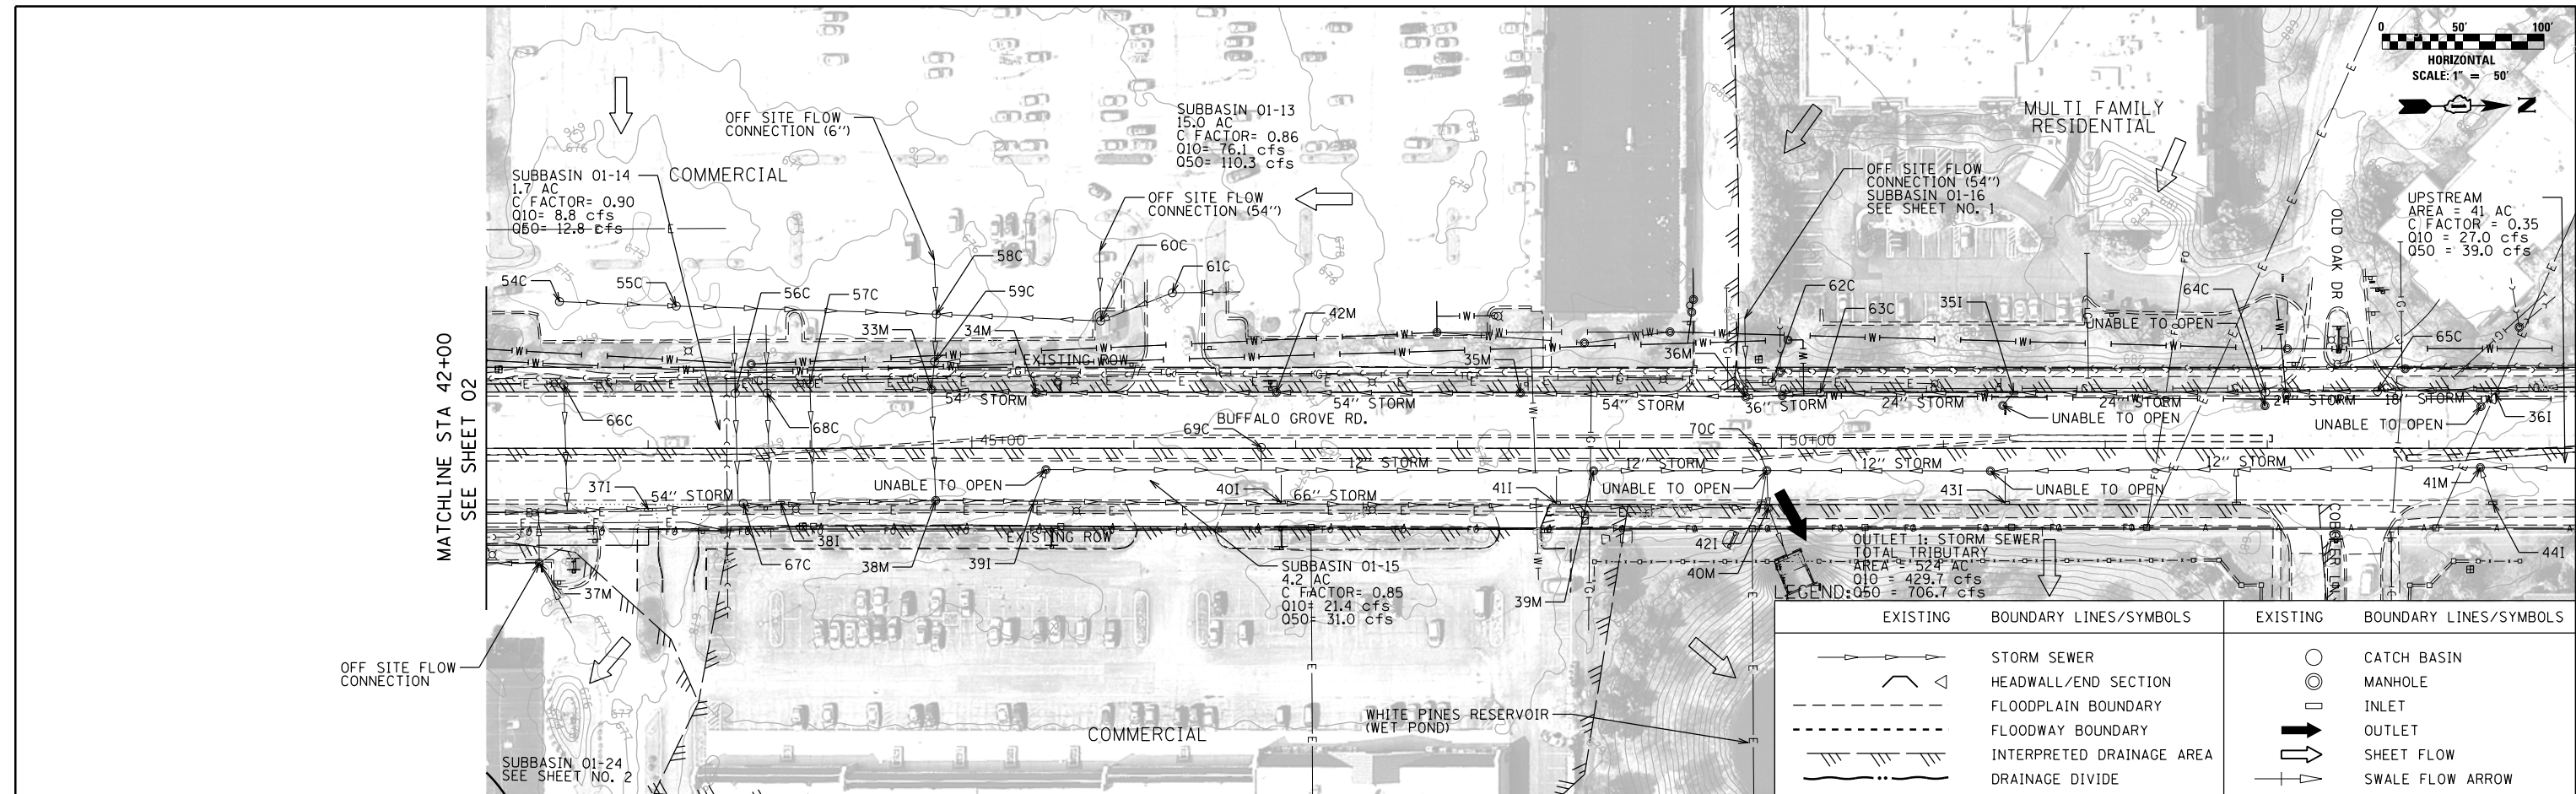 0 50' 100'
HORIZONTAL
SCALE: 1" = 50'
N
MULTI FAMILY
RESIDENTIAL
OFF SITE FLOW
CONNECTION (6'')
SUBBASIN 01-13
15.0 AC
C FACTOR= 0.86
Q10= 76.1 cfs
Q50= 110.3 cfs
COMMERCIAL
SUBBASIN 01-14
1.7 AC
C FACTOR= 0.90
Q10= 8.8 cfs
Q50= 12.8 cfs
OFF SITE FLOW
CONNECTION (54'')
OFF SITE FLOW
CONNECTION (54'')
SUBBASIN 01-16
SEE SHEET NO. 1
UPSTREAM
AREA = 41 AC
C FACTOR = 0.35
Q10 = 27.0 cfs
Q50 = 39.0 cfs
OLD OAK DR
54C
55C
56C
57C
58C
59C
60C
61C
33M
34M
42M
35M
36M
62C
63C
35I
64C
UNABLE TO OPEN
65C
EXISTING ROW
66C
68C
54'' STORM
54'' STORM
54'' STORM
36'' STORM
24'' STORM
24'' STORM
24'' STORM
18'' STORM
UNABLE TO OPEN
UNABLE TO OPEN
36I
BUFFALO GROVE RD.
69C
70C
45+00
50+00
12'' STORM
12'' STORM
12'' STORM
12'' STORM
MATCHLINE STA 42+00
SEE SHEET 02
37I
54'' STORM
UNABLE TO OPEN
40I
66'' STORM
41I
UNABLE TO OPEN
43I
UNABLE TO OPEN
41M
38I
67C
38M
39I
EXISTING ROW
37M
39M
42I
40M
44I
OUTLET 1: STORM SEWER
TOTAL TRIBUTARY
AREA = 524 AC
Q10 = 429.7 cfs
Q50 = 706.7 cfs
SUBBASIN 01-15
4.2 AC
C FACTOR= 0.85
Q10= 21.4 cfs
Q50= 31.0 cfs
OFF SITE FLOW
CONNECTION
WHITE PINES RESERVOIR
(WET POND)
COMMERCIAL
SUBBASIN 01-24
SEE SHEET NO. 2
LEGEND:
EXISTING BOUNDARY LINES/SYMBOLS EXISTING BOUNDARY LINES/SYMBOLS
STORM SEWER
HEADWALL/END SECTION
FLOODPLAIN BOUNDARY
FLOODWAY BOUNDARY
INTERPRETED DRAINAGE AREA
DRAINAGE DIVIDE
CATCH BASIN
MANHOLE
INLET
OUTLET
SHEET FLOW
SWALE FLOW ARROW